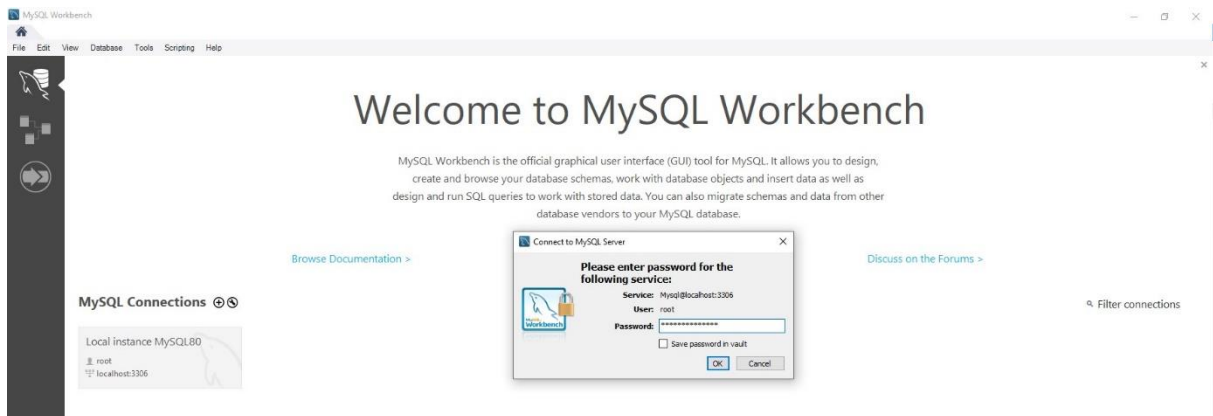 MySQL Workbench
File Edit View Database Tools Scripting Help
Welcome to MySQL Workbench
MySQL Workbench is the official graphical user interface (GUI) tool for MySQL. It allows you to design,
create and browse your database schemas, work with database objects and insert data as well as
design and run SQL queries to work with stored data. You can also migrate schemas and data from other
database vendors to your MySQL database.
Browse Documentation >
Discuss on the Forums >
Connect to MySQL Server
Please enter password for the
following service:
Service: Mysql@localhost:3306
User: root
Password: **************
Save password in vault
OK Cancel
MySQL Workbench
MySQL Connections
Filter connections
Local instance MySQL80
root
localhost:3306